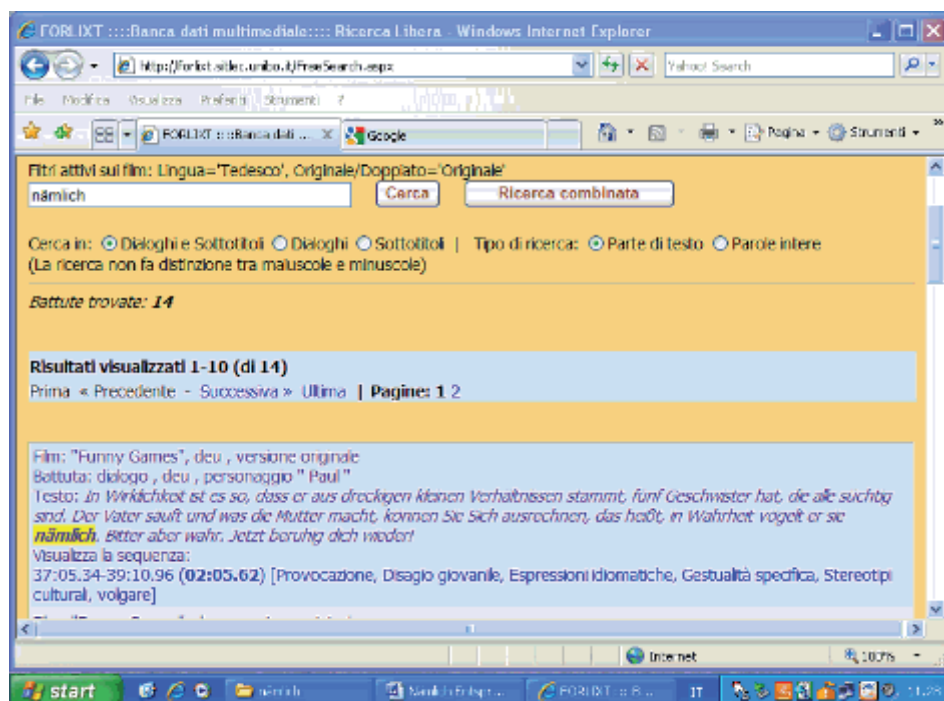 FORLIXT ::::Banca dati multimediale:::: Ricerca Libera - Windows Internet Explorer
http://forlixt.sitlec.unibo.it/FreeSearch.aspx
Yahoo! Search
File Modifica Visualizza Preferiti Strumenti ?
FORLIXT ::::Banca dati ...
Google
Pagina
Strumenti
Filtri attivi sui film: Lingua='Tedesco', Originale/Doppiato='Originale'
nämlich
Cerca
Ricerca combinata
Cerca in: Dialoghi e Sottotitoli Dialoghi Sottotitoli | Tipo di ricerca: Parte di testo Parole intere
(La ricerca non fa distinzione tra maiuscole e minuscole)
Battute trovate: 14
Risultati visualizzati 1-10 (di 14)
Prima « Precedente - Successiva » Ultima | Pagine: 1 2
Film: "Funny Games", deu , versione originale
Battuta: dialogo , deu , personaggio " Paul "
Testo: In Wirklichkeit ist es so, dass er aus dreckigen kleinen Verhältnissen stammt, fünf Geschwister hat, die alle süchtig
sind. Der Vater säuft und was die Mutter macht, können Sie Sich ausrechnen, das heißt, in Wahrheit vögelt er sie
nämlich. Bitter aber wahr. Jetzt beruhig dich wieder!
Visualizza la sequenza:
37:05.34-39:10.96 (02:05.62) [Provocazione, Disagio giovanile, Espressioni idiomatiche, Gestualità specifica, Stereotipi
culturali, volgare]
Internet
100%
start
nämlich
Nämlich Entspr...
FORLIXT :: B...
IT
11.28